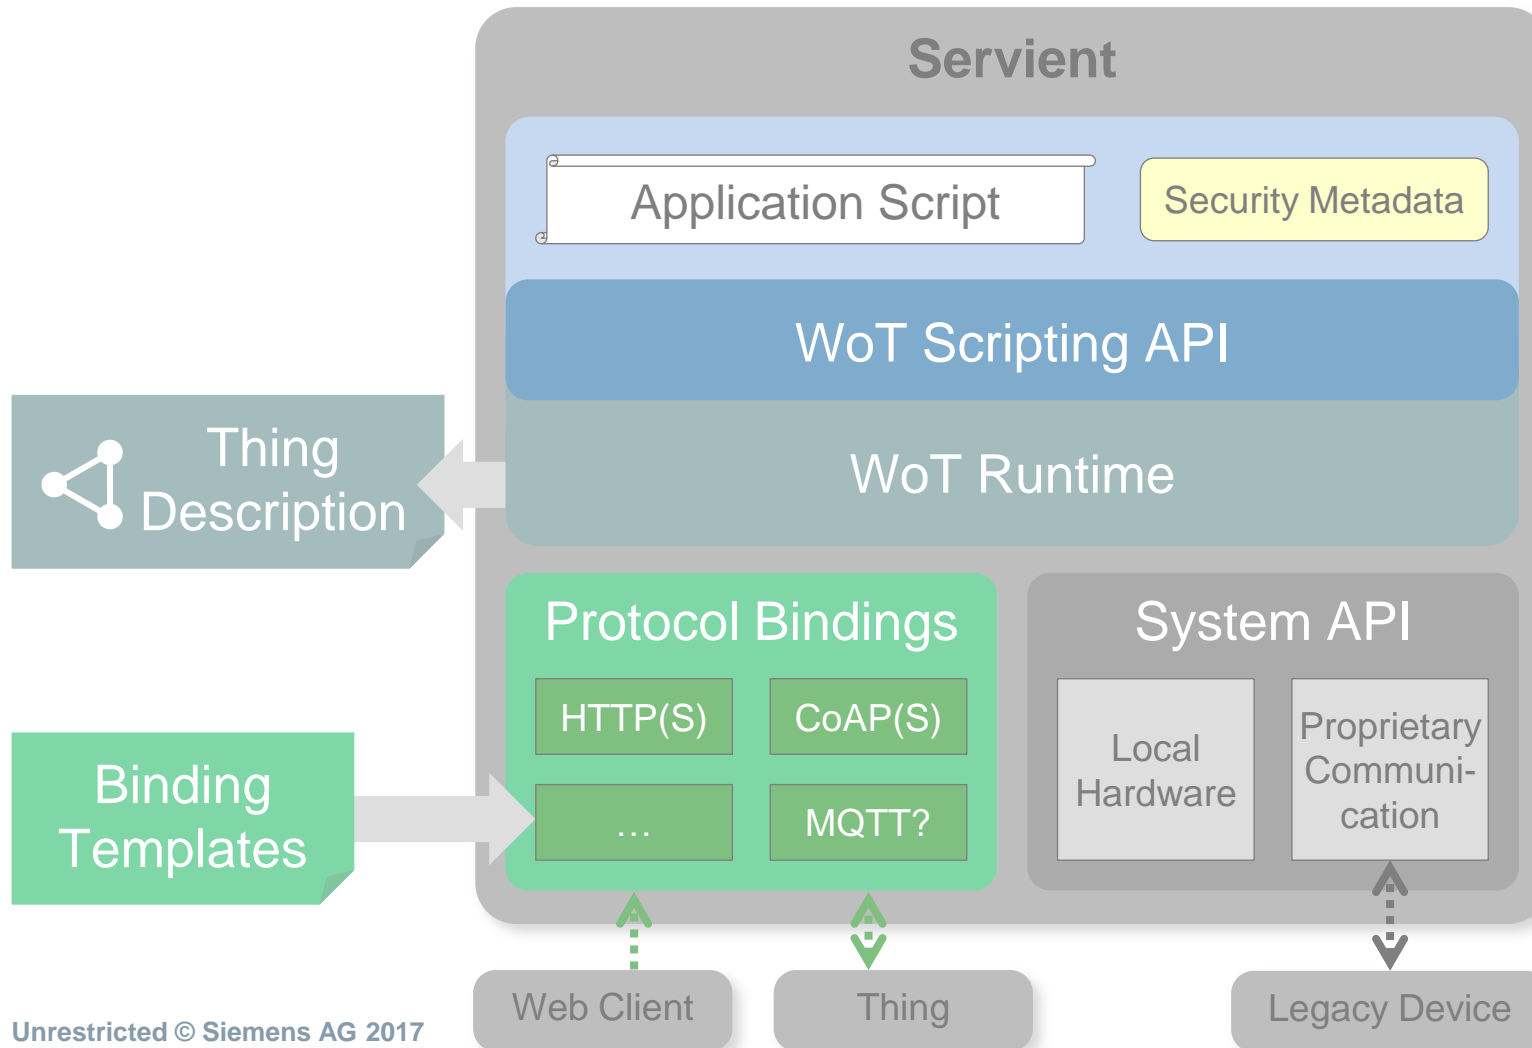 Servient
Application Script
Security Metadata
WoT Scripting API
Thing
Description
WoT Runtime
Protocol Bindings
System API
HTTP(S)
CoAP(S)
…
MQTT?
Local
Hardware
Proprietary
Communi-
cation
Binding
Templates
Web Client
Thing
Legacy Device
Unrestricted © Siemens AG 2017